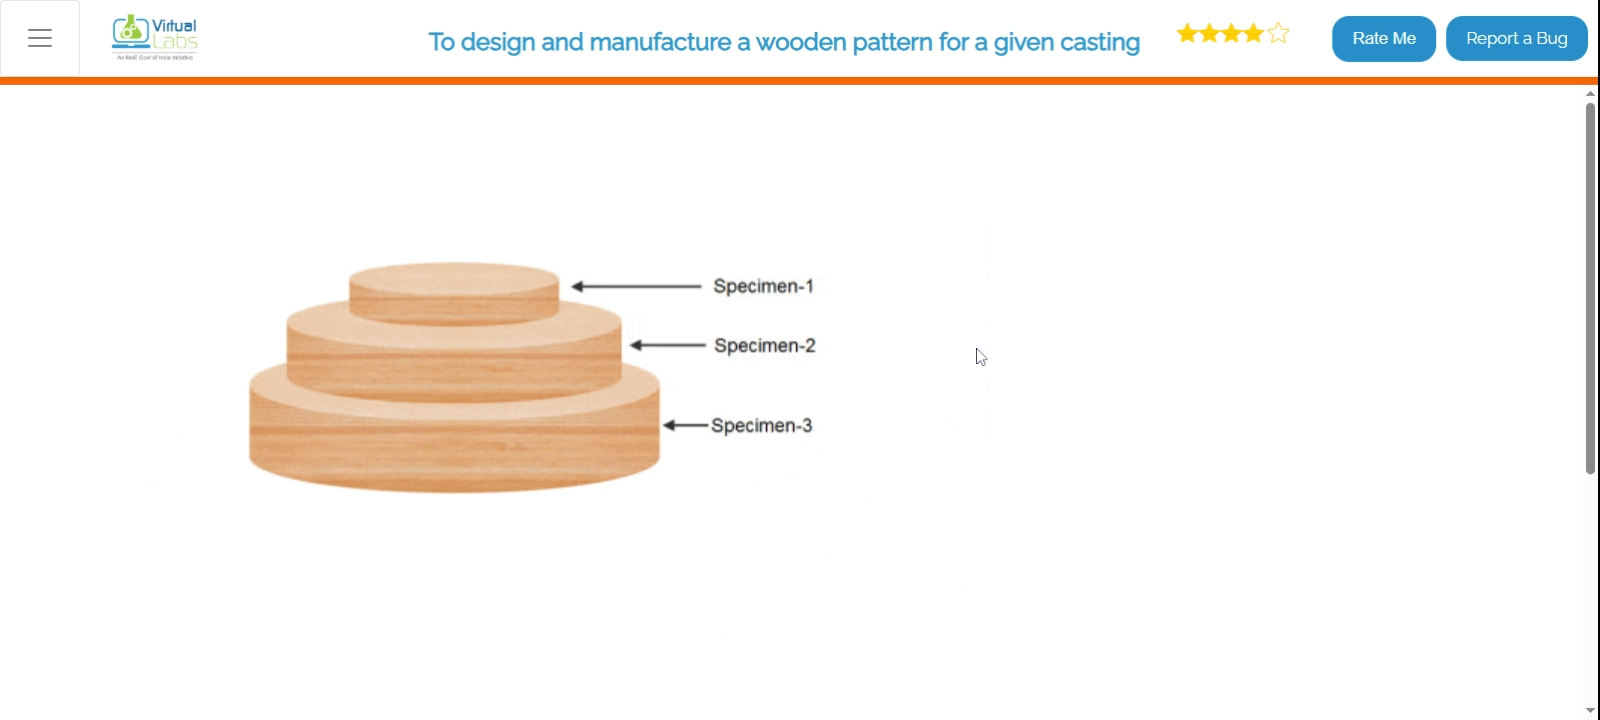 Virtual
Labs
An MoE Govt of India Initiative
To design and manufacture a wooden pattern for a given casting
Rate Me
Report a Bug
Specimen-1
Specimen-2
Specimen-3